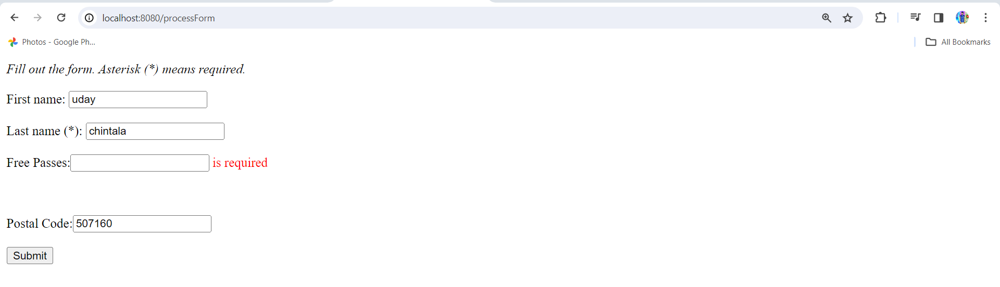 localhost:8080/processForm
Photos - Google Ph...
All Bookmarks
Fill out the form. Asterisk (*) means required.
First name: uday
Last name (*): chintala
Free Passes: is required
Postal Code: 507160
Submit